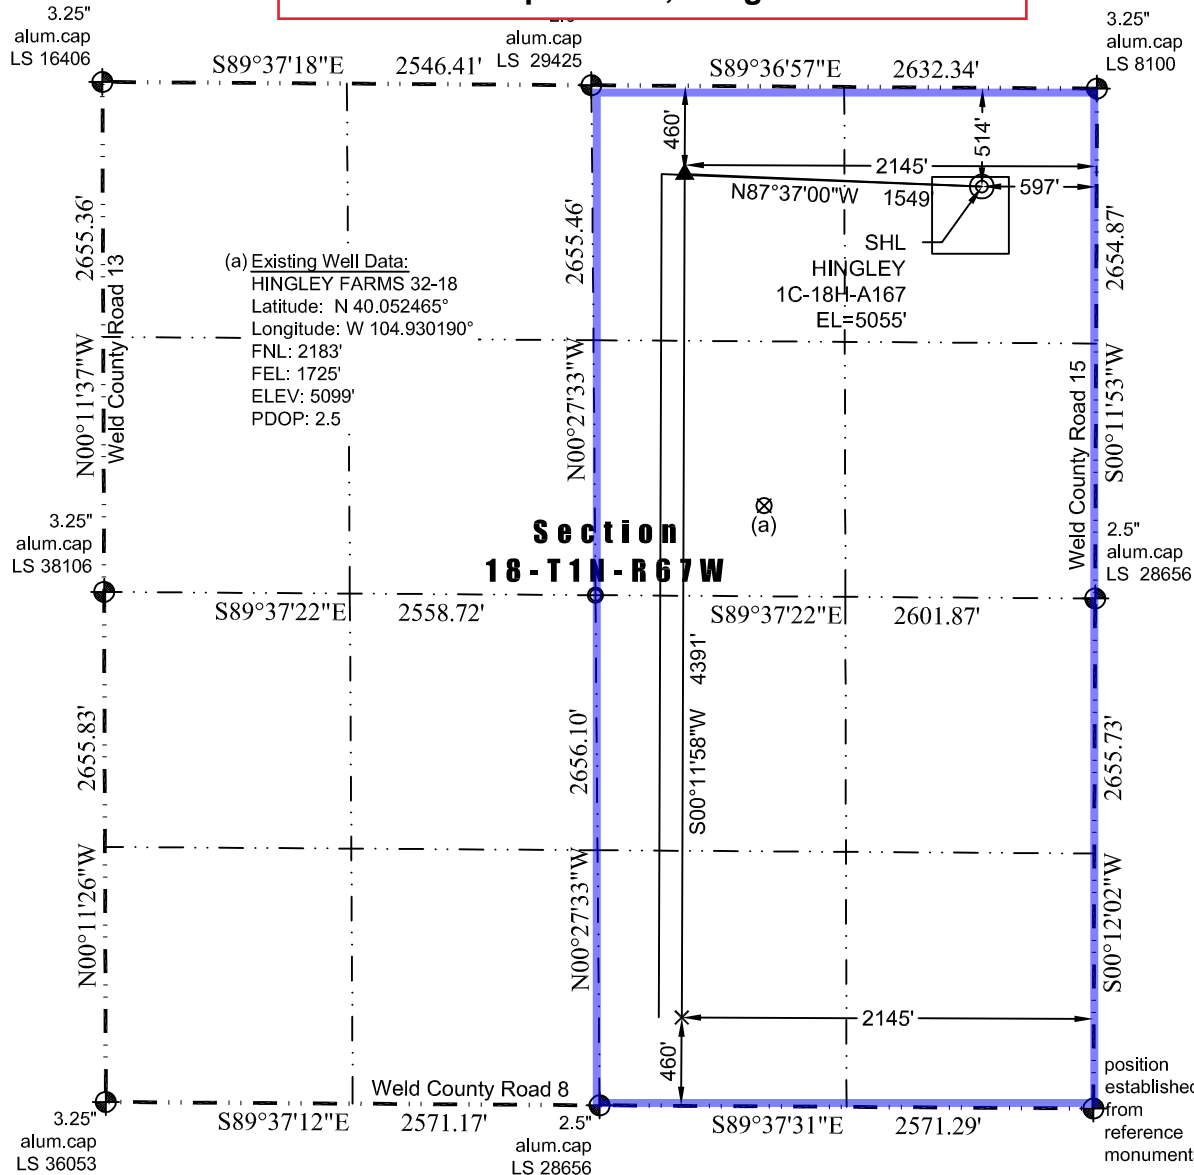 3.25"
alum.cap
LS 16406
alum.cap
LS 29425
3.25"
alum.cap
LS 8100
S89°37'18"E 2546.41'
S89°36'57"E 2632.34'
460'
514'
2145'
597'
N87°37'00"W 1549
SHL
HINGLEY
1C-18H-A167
EL=5055'
2655.36'
Weld County Road 13
N00°11'37"W
(a) Existing Well Data:
HINGLEY FARMS 32-18
Latitude: N 40.052465°
Longitude: W 104.930190°
FNL: 2183'
FEL: 1725'
ELEV: 5099'
PDOP: 2.5
2655.46'
N00°27'33"W
2654.87'
S00°11'53"W
Weld County Road 15
(a)
3.25"
alum.cap
LS 38106
Section
18-T1N-R67W
2.5"
alum.cap
LS 28656
S89°37'22"E 2558.72'
S89°37'22"E 2601.87'
S00°11'58"W 4391'
2655.83'
N00°11'26"W
2656.10'
N00°27'33"W
2655.73'
S00°12'02"W
2145'
460'
Weld County Road 8
3.25"
alum.cap
LS 36053
S89°37'12"E 2571.17'
2.5"
alum.cap
LS 28656
S89°37'31"E 2571.29'
position
established
from
reference
monument